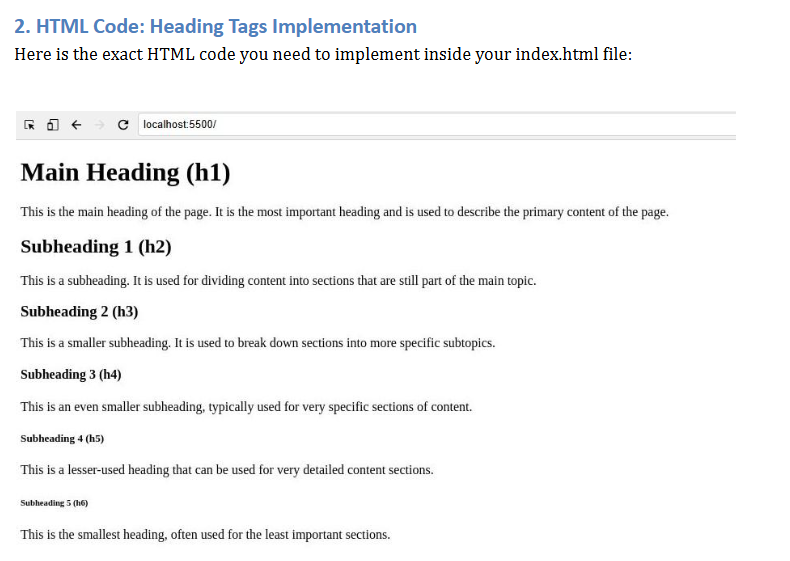 2. HTML Code: Heading Tags Implementation
Here is the exact HTML code you need to implement inside your index.html file:
localhost:5500/
Main Heading (h1)
This is the main heading of the page. It is the most important heading and is used to describe the primary content of the page.
Subheading 1 (h2)
This is a subheading. It is used for dividing content into sections that are still part of the main topic.
Subheading 2 (h3)
This is a smaller subheading. It is used to break down sections into more specific subtopics.
Subheading 3 (h4)
This is an even smaller subheading, typically used for very specific sections of content.
Subheading 4 (h5)
This is a lesser-used heading that can be used for very detailed content sections.
Subheading 5 (h6)
This is the smallest heading, often used for the least important sections.